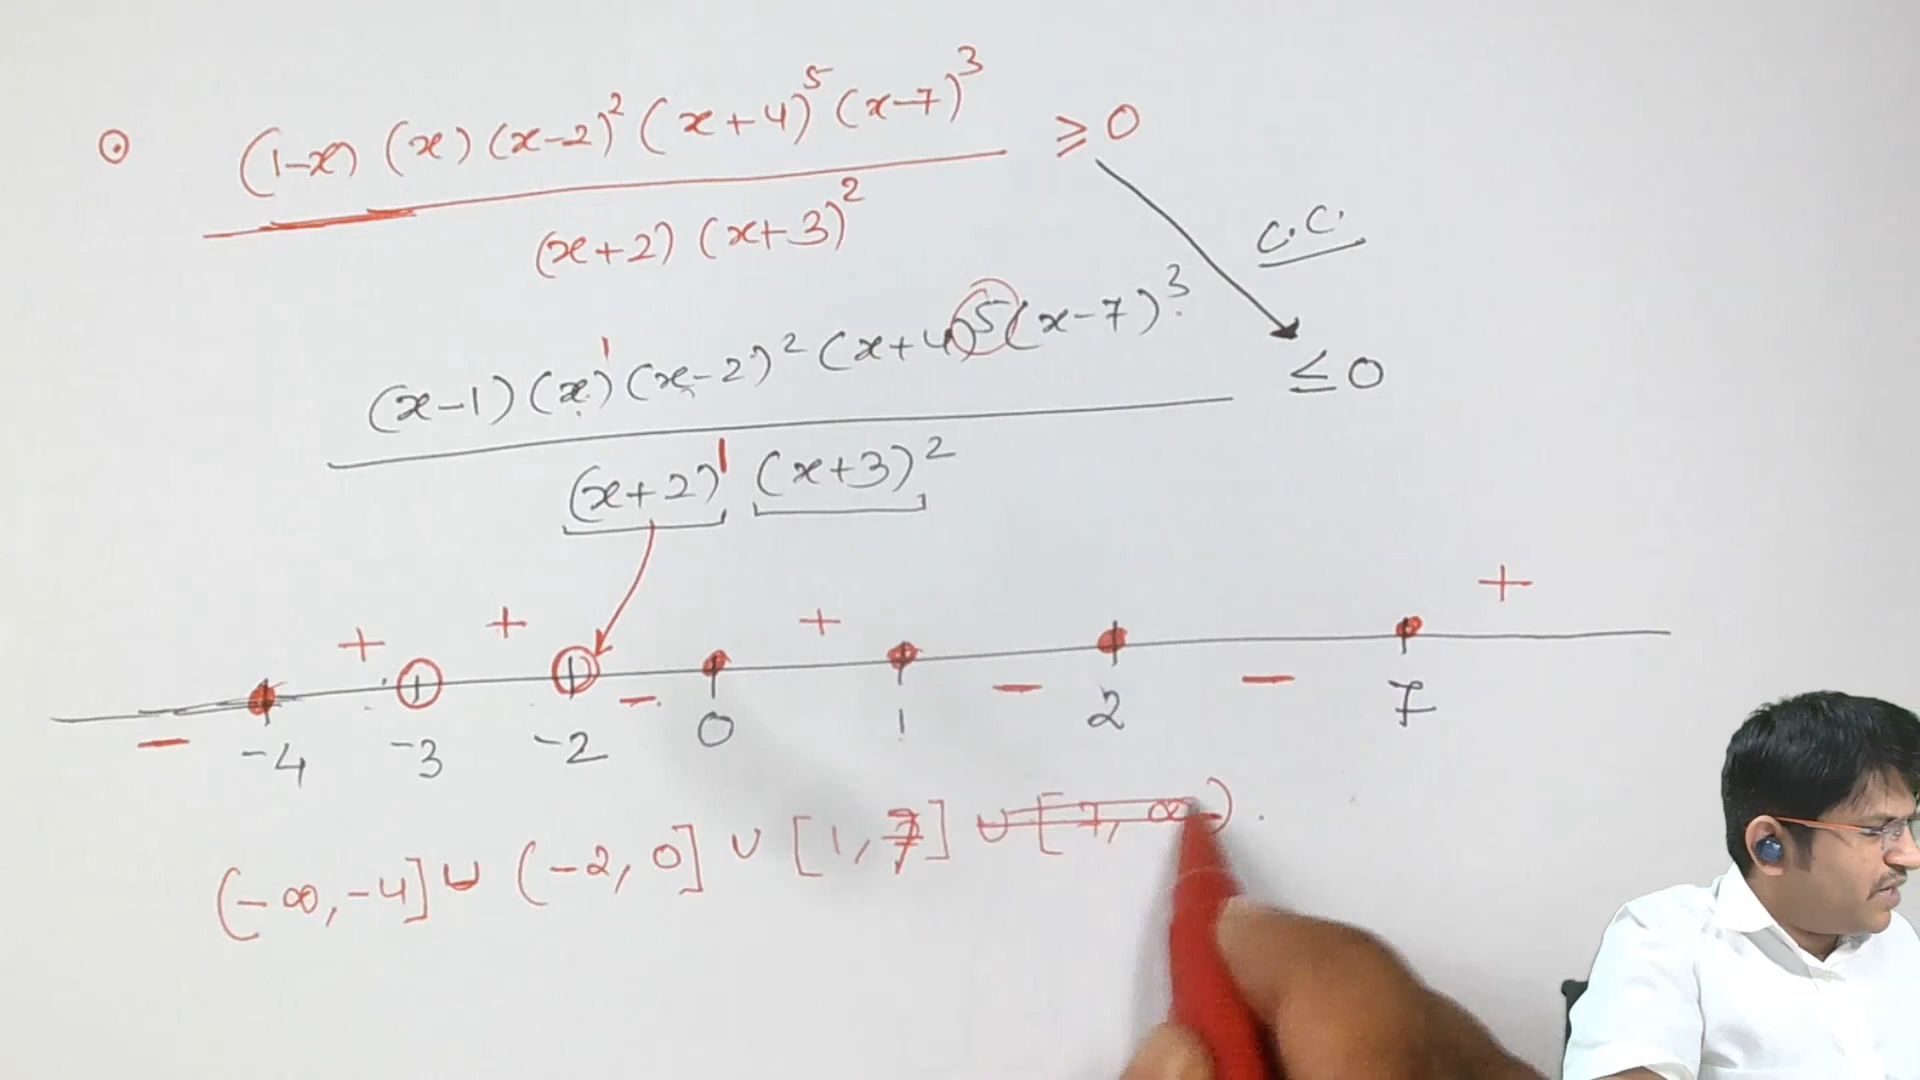 ⊙ (1-x) (x) (x-2)² (x+4)⁵ (x-7)³ ≥ 0
(x+2) (x+3)²
C.C.
(x-1) (x)¹ (x-2)² (x+4)⁵ (x-7)³ ≤ 0
(x+2)¹ (x+3)²
+ + + +
- - - -
-4 -3 -2 0 1 2 7
(-∞, -4] ∪ (-2, 0] ∪ [1, 7] ∪ [7, ∞).